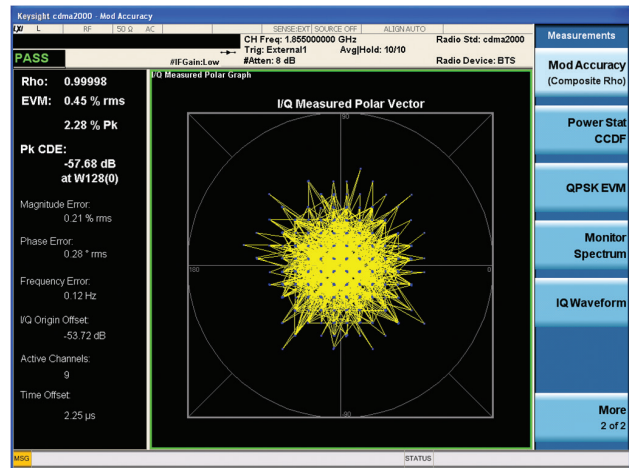 Keysight cdma2000 - Mod Accuracy
LXI L RF 50 Ω AC SENSE:EXT SOURCE OFF ALIGN AUTO
CH Freq: 1.855000000 GHz Radio Std: cdma2000
Trig: External1 Avg|Hold: 10/10
PASS #IFGain:Low #Atten: 8 dB Radio Device: BTS
I/Q Measured Polar Graph
Rho: 0.99998
EVM: 0.45 % rms
2.28 % Pk
Pk CDE:
-57.68 dB
at W128(0)
Magnitude Error:
0.21 % rms
Phase Error:
0.28 ° rms
Frequency Error:
0.12 Hz
I/Q Origin Offset:
-53.72 dB
Active Channels:
9
Time Offset:
2.25 µs
I/Q Measured Polar Vector
90
180
0
-90
Measurements
Mod Accuracy
(Composite Rho)
Power Stat
CCDF
QPSK EVM
Monitor
Spectrum
IQ Waveform
More
2 of 2
MSG STATUS